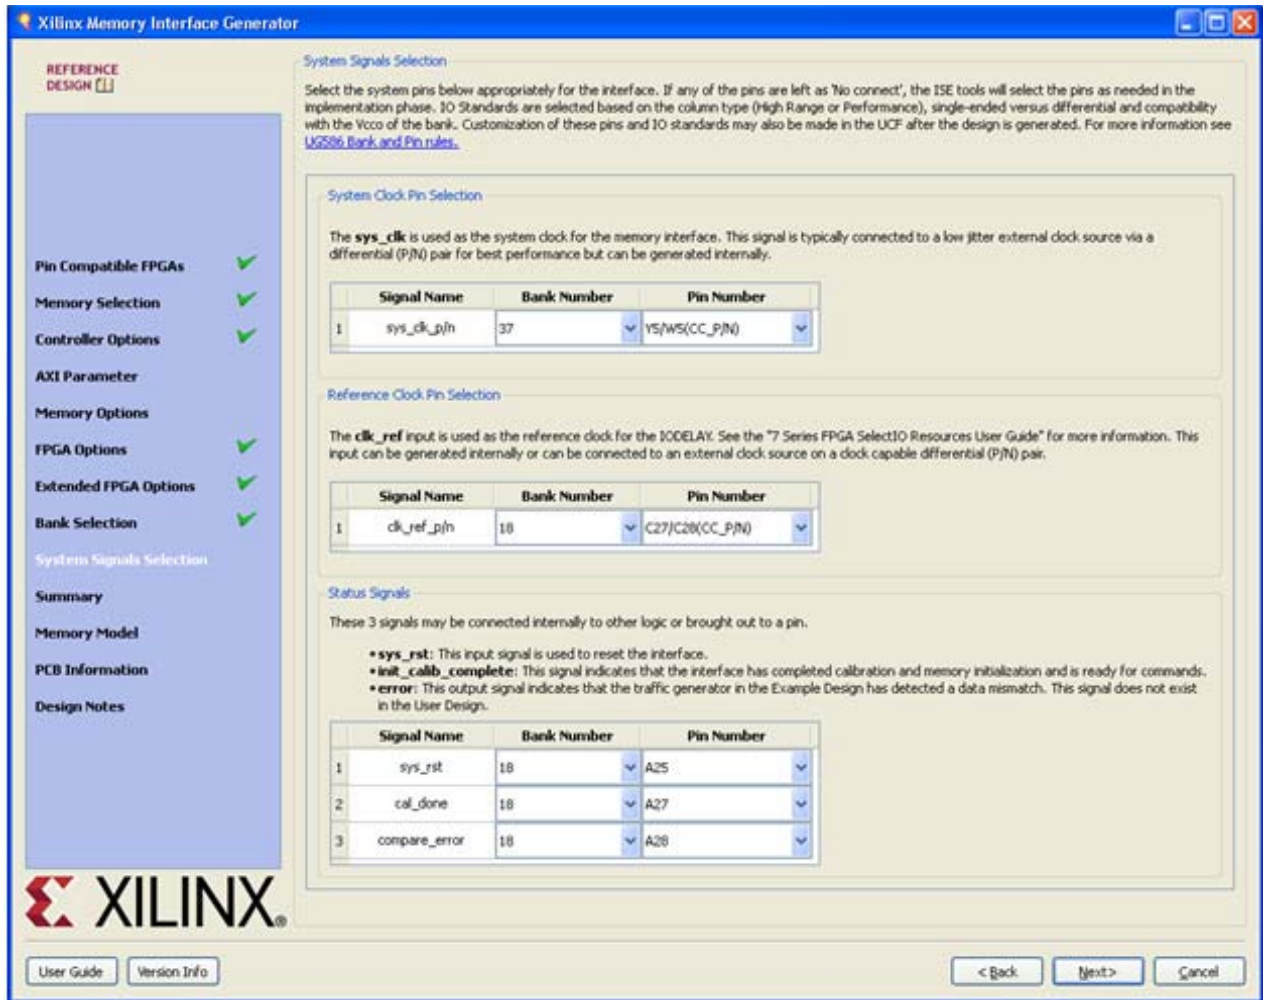 Xilinx Memory Interface Generator
REFERENCE
DESIGN
Pin Compatible FPGAs
Memory Selection
Controller Options
AXI Parameter
Memory Options
FPGA Options
Extended FPGA Options
Bank Selection
System Signals Selection
Summary
Memory Model
PCB Information
Design Notes
XILINX®
System Signals Selection
Select the system pins below appropriately for the interface. If any of the pins are left as 'No connect', the ISE tools will select the pins as needed in the
implementation phase. IO Standards are selected based on the column type (High Range or Performance), single-ended versus differential and compatibility
with the Vcco of the bank. Customization of these pins and IO standards may also be made in the UCF after the design is generated. For more information see
UG586 Bank and Pin rules.
System Clock Pin Selection
The sys_clk is used as the system clock for the memory interface. This signal is typically connected to a low jitter external clock source via a
differential (P/N) pair for best performance but can be generated internally.
Signal Name Bank Number Pin Number
1 sys_clk_p/n 37 Y5/W5(CC_P/N)
Reference Clock Pin Selection
The clk_ref input is used as the reference clock for the IODELAY. See the "7 Series FPGA SelectIO Resources User Guide" for more information. This
input can be generated internally or can be connected to an external clock source on a clock capable differential (P/N) pair.
Signal Name Bank Number Pin Number
1 clk_ref_p/n 18 C27/C28(CC_P/N)
Status Signals
These 3 signals may be connected internally to other logic or brought out to a pin.
• sys_rst: This input signal is used to reset the interface.
• init_calib_complete: This signal indicates that the interface has completed calibration and memory initialization and is ready for commands.
• error: This output signal indicates that the traffic generator in the Example Design has detected a data mismatch. This signal does not exist
in the User Design.
Signal Name Bank Number Pin Number
1 sys_rst 18 A25
2 cal_done 18 A27
3 compare_error 18 A28
User Guide Version Info < Back Next> Cancel